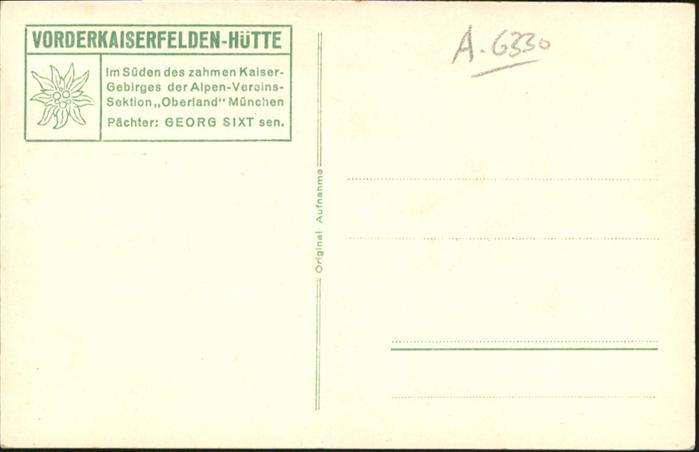 VORDERKAISERFELDEN-HÜTTE
Im Süden des zahmen Kaiser-
Gebirges der Alpen-Vereins-
Sektion „Oberland" München
Pächter: GEORG SIXT sen.
Original Aufnahme
A. 6330